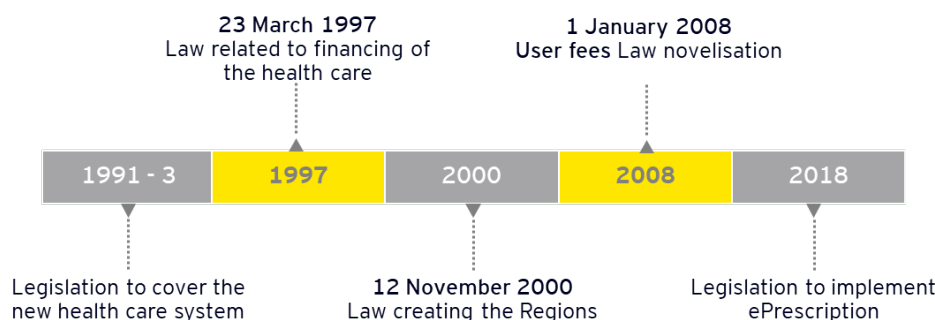 23 March 1997
Law related to financing of
the health care
1 January 2008
User fees Law novelisation
1991 - 3
1997
2000
2008
2018
Legislation to cover the
new health care system
12 November 2000
Law creating the Regions
Legislation to implement
ePrescription